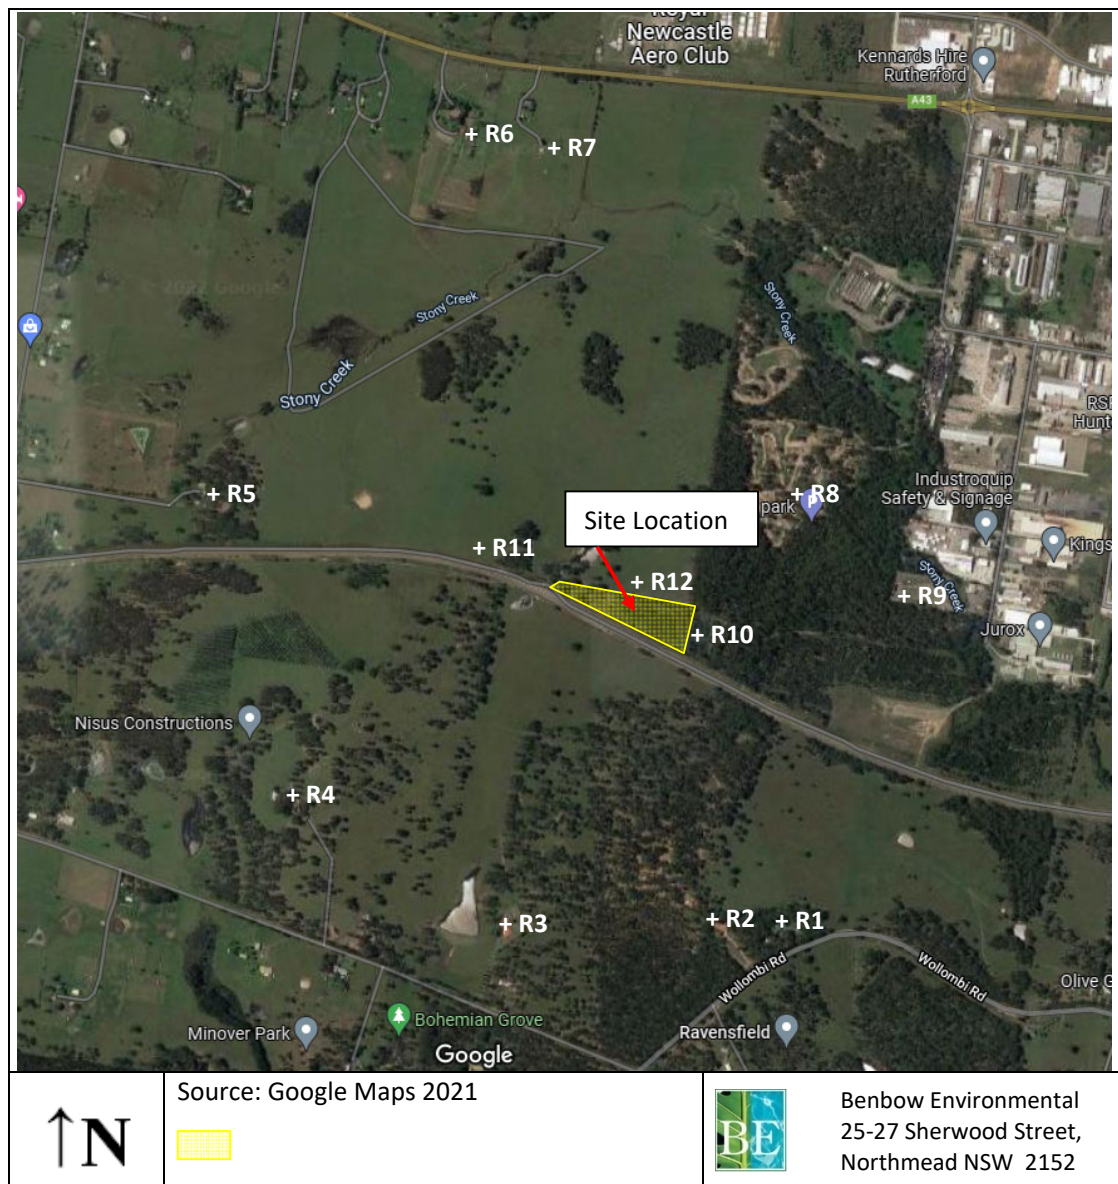 Newcastle
Aero Club
Kennards Hire
Rutherford
A43
+ R6
+ R7
Stony Creek
Stony Creek
Stony Creek
+ R5
+ R8
park
P
Industroquip
Safety & Signage
Hunt
Kings
Site Location
+ R11
+ R12
+ R9
Stony Creek
+ R10
Jurox
Nisus Constructions
+ R4
+ R3
+ R2
+ R1
Wollombi Rd
Wollombi Rd
Olive G
Bohemian Grove
Minover Park
Ravensfield
Google
↑N
Source: Google Maps 2021
BE
Benbow Environmental
25-27 Sherwood Street,
Northmead NSW 2152